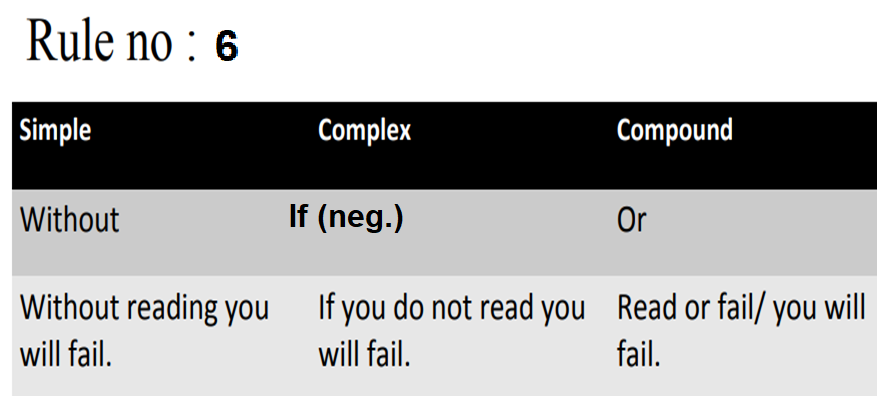 Rule no : 6
Simple Complex Compound
Without If (neg.) Or
Without reading you If you do not read you Read or fail/ you will
will fail. will fail. fail.